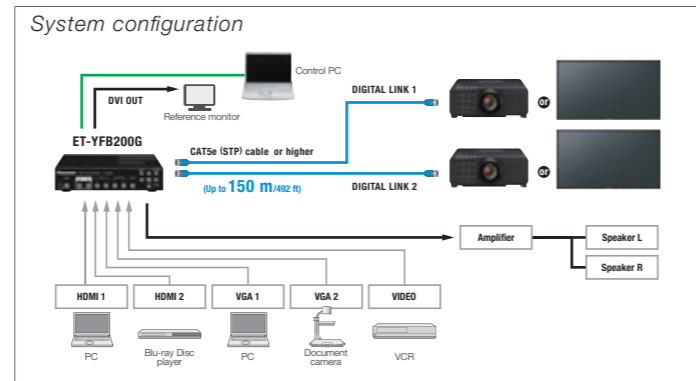 System configuration
Control PC
DVI OUT
Reference monitor
DIGITAL LINK 1
or
ET-YFB200G
CAT5e (STP) cable or higher
(Up to 150 m/492 ft)
DIGITAL LINK 2
or
Amplifier
Speaker L
Speaker R
HDMI 1
HDMI 2
VGA 1
VGA 2
VIDEO
PC
Blu-ray Disc
player
PC
Document
camera
VCR